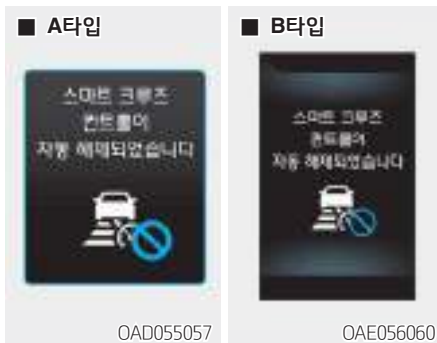 ■ A타입
스마트 크루즈
컨트롤이
자동 해제되었습니다
OAD055057
■ B타입
스마트 크루즈
컨트롤이
자동 해제되었습니다
OAE056060